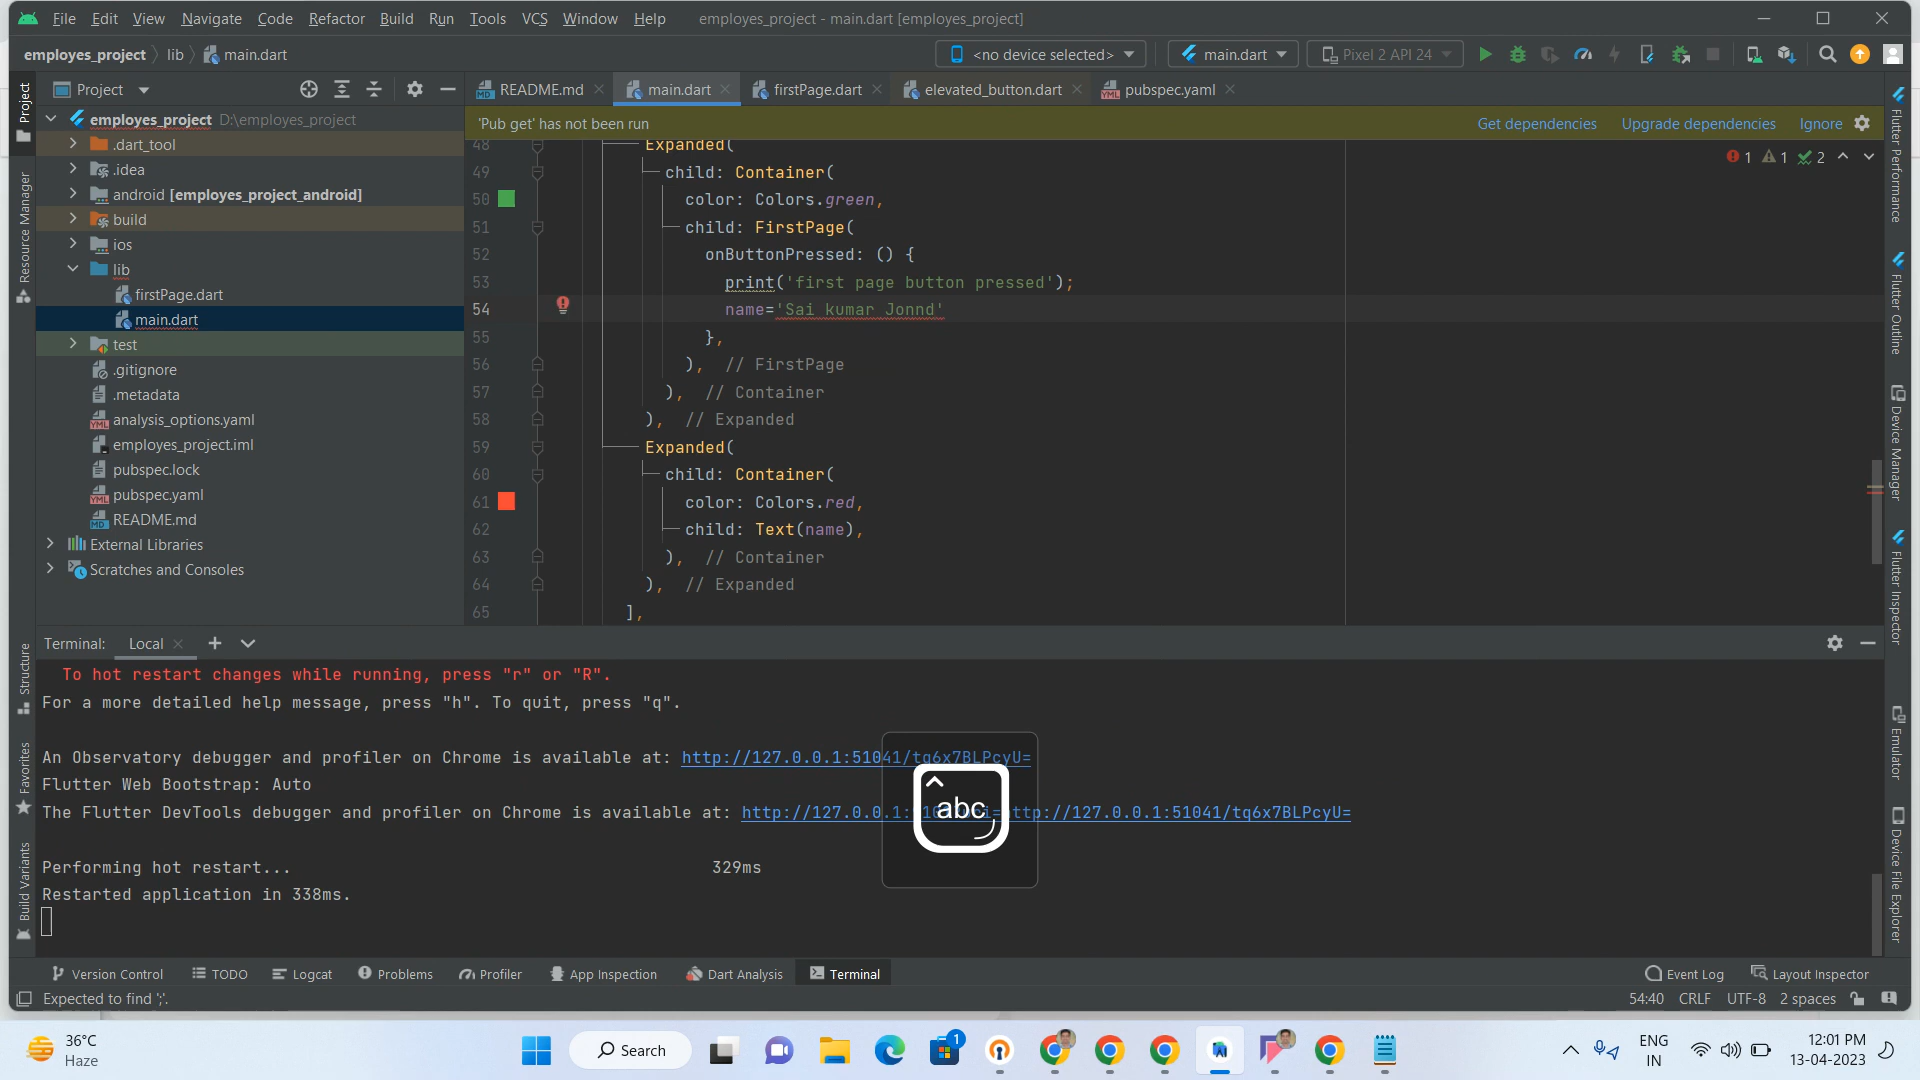 File Edit View Navigate Code Refactor Build Run Tools VCS Window Help employes_project - main.dart [employes_project]
employes_project lib main.dart <no device selected> main.dart Pixel 2 API 24
Project README.md main.dart firstPage.dart elevated_button.dart pubspec.yaml
'Pub get' has not been run Get dependencies Upgrade dependencies Ignore
employes_project D:\employes_project
.dart_tool
.idea
android [employes_project_android]
build
ios
lib
firstPage.dart
main.dart
test
.gitignore
.metadata
analysis_options.yaml
employes_project.iml
pubspec.lock
pubspec.yaml
README.md
External Libraries
Scratches and Consoles
1 1 2
48 Expanded(
49 child: Container(
50 color: Colors.green,
51 child: FirstPage(
52 onButtonPressed: () {
53 print('first page button pressed');
54 name='Sai kumar Jonnd'
55 },
56 ), // FirstPage
57 ), // Container
58 ), // Expanded
59 Expanded(
60 child: Container(
61 color: Colors.red,
62 child: Text(name),
63 ), // Container
64 ), // Expanded
65 ],
Project
Resource Manager
Structure
Favorites
Build Variants
Flutter Performance
Flutter Outline
Device Manager
Flutter Inspector
Emulator
Device File Explorer
Terminal: Local
To hot restart changes while running, press "r" or "R".
For a more detailed help message, press "h". To quit, press "q".
An Observatory debugger and profiler on Chrome is available at: http://127.0.0.1:51041/tq6x7BLPcyU=
Flutter Web Bootstrap: Auto
The Flutter DevTools debugger and profiler on Chrome is available at: http://127.0.0.1: http://127.0.0.1:51041/tq6x7BLPcyU=
abc
Performing hot restart... 329ms
Restarted application in 338ms.
Version Control TODO Logcat Problems Profiler App Inspection Dart Analysis Terminal Event Log Layout Inspector
Expected to find ';'. 54:40 CRLF UTF-8 2 spaces
36°C
Haze
Search
1
ENG
IN
12:01 PM
13-04-2023